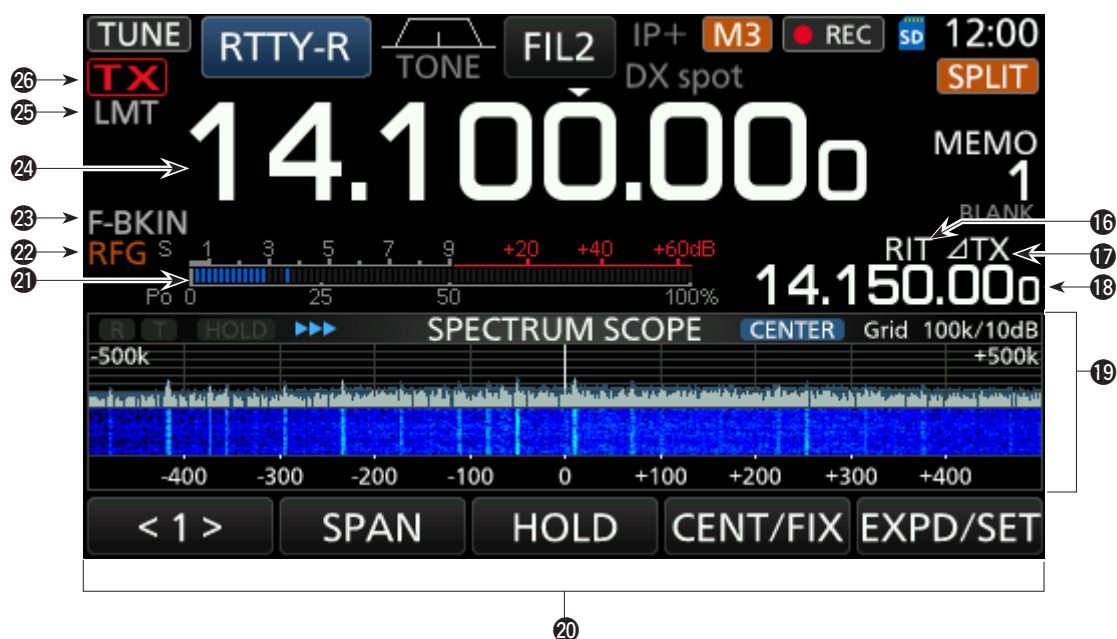 TUNE RTTY-R TONE FIL2 IP+ M3 REC SD 12:00
㉖ TX DX spot SPLIT
㉕ LMT
㉔ 14.100.000 MEMO
1
㉓ F-BKIN BLANK ⑯
㉒ RFG S 1 3 5 7 9 +20 +40 +60dB RIT ⊿TX ⑰
㉑ 14.150.000 ⑱
Po 0 25 50 100%
R T HOLD SPECTRUM SCOPE CENTER Grid 100k/10dB
-500k +500k
⑲
-400 -300 -200 -100 0 +100 +200 +300 +400
< 1 > SPAN HOLD CENT/FIX EXPD/SET
⑳